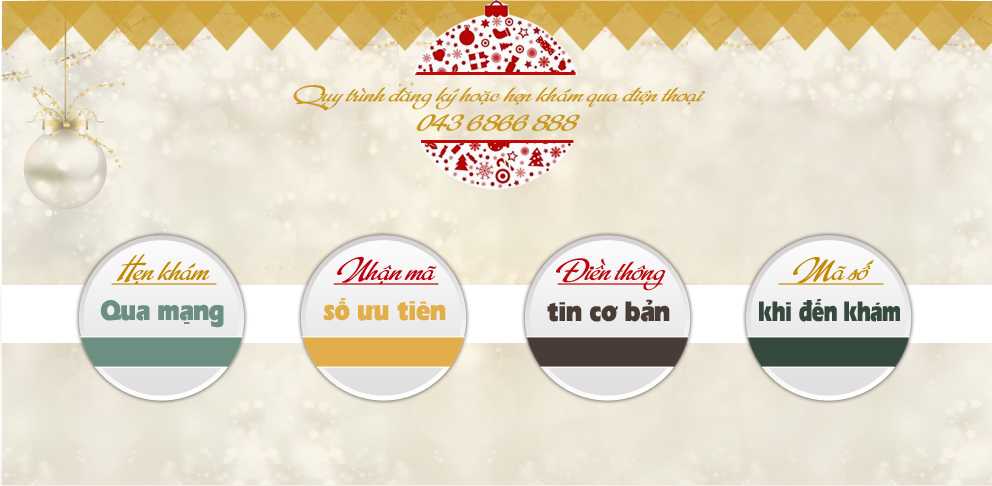 Quy trình đăng ký hoặc hẹn khám qua điện thoại
043 6866 888
Hẹn khám
Qua mạng
Nhận mã
số ưu tiên
Điền thông
tin cơ bản
Mã số
khi đến khám